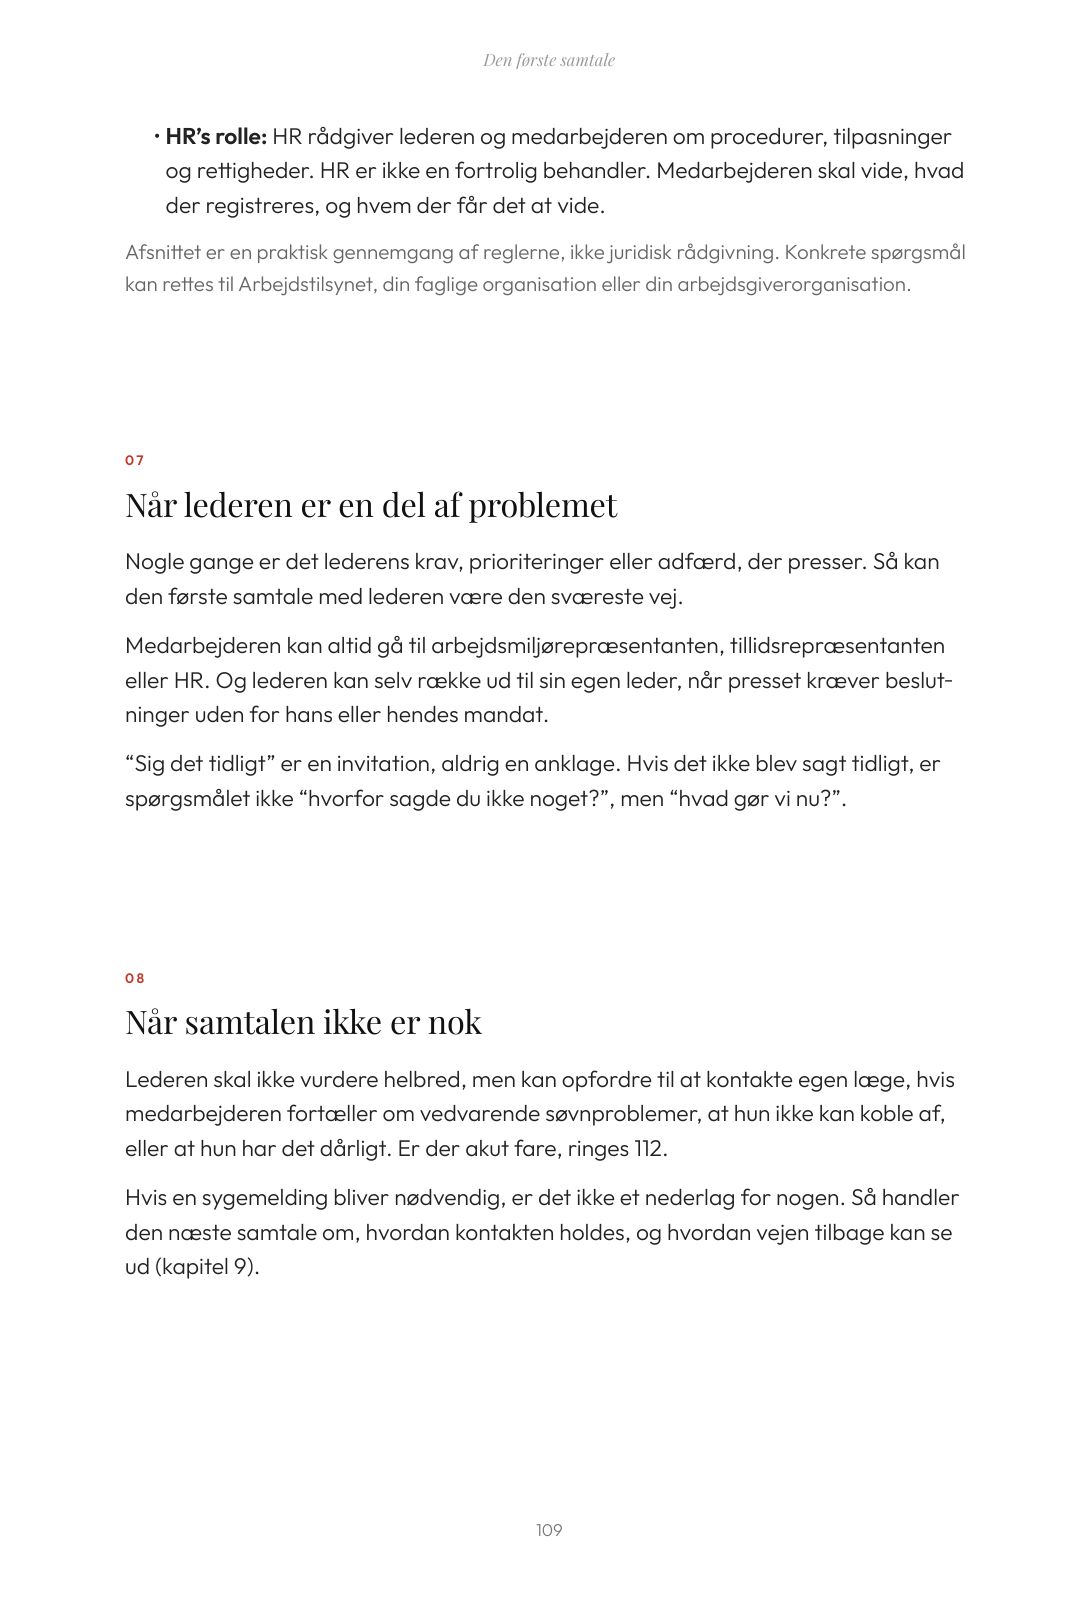 Den første samtale
• HR’s rolle: HR rådgiver lederen og medarbejderen om procedurer, tilpasninger
og rettigheder. HR er ikke en fortrolig behandler. Medarbejderen skal vide, hvad
der registreres, og hvem der får det at vide.
Afsnittet er en praktisk gennemgang af reglerne, ikke juridisk rådgivning. Konkrete spørgsmål
kan rettes til Arbejdstilsynet, din faglige organisation eller din arbejdsgiverorganisation.
07
Når lederen er en del af problemet
Nogle gange er det lederens krav, prioriteringer eller adfærd, der presser. Så kan
den første samtale med lederen være den sværeste vej.
Medarbejderen kan altid gå til arbejdsmiljørepræsentanten, tillidsrepræsentanten
eller HR. Og lederen kan selv række ud til sin egen leder, når presset kræver beslut-
ninger uden for hans eller hendes mandat.
“Sig det tidligt” er en invitation, aldrig en anklage. Hvis det ikke blev sagt tidligt, er
spørgsmålet ikke “hvorfor sagde du ikke noget?”, men “hvad gør vi nu?”.
08
Når samtalen ikke er nok
Lederen skal ikke vurdere helbred, men kan opfordre til at kontakte egen læge, hvis
medarbejderen fortæller om vedvarende søvnproblemer, at hun ikke kan koble af,
eller at hun har det dårligt. Er der akut fare, ringes 112.
Hvis en sygemelding bliver nødvendig, er det ikke et nederlag for nogen. Så handler
den næste samtale om, hvordan kontakten holdes, og hvordan vejen tilbage kan se
ud (kapitel 9).
109